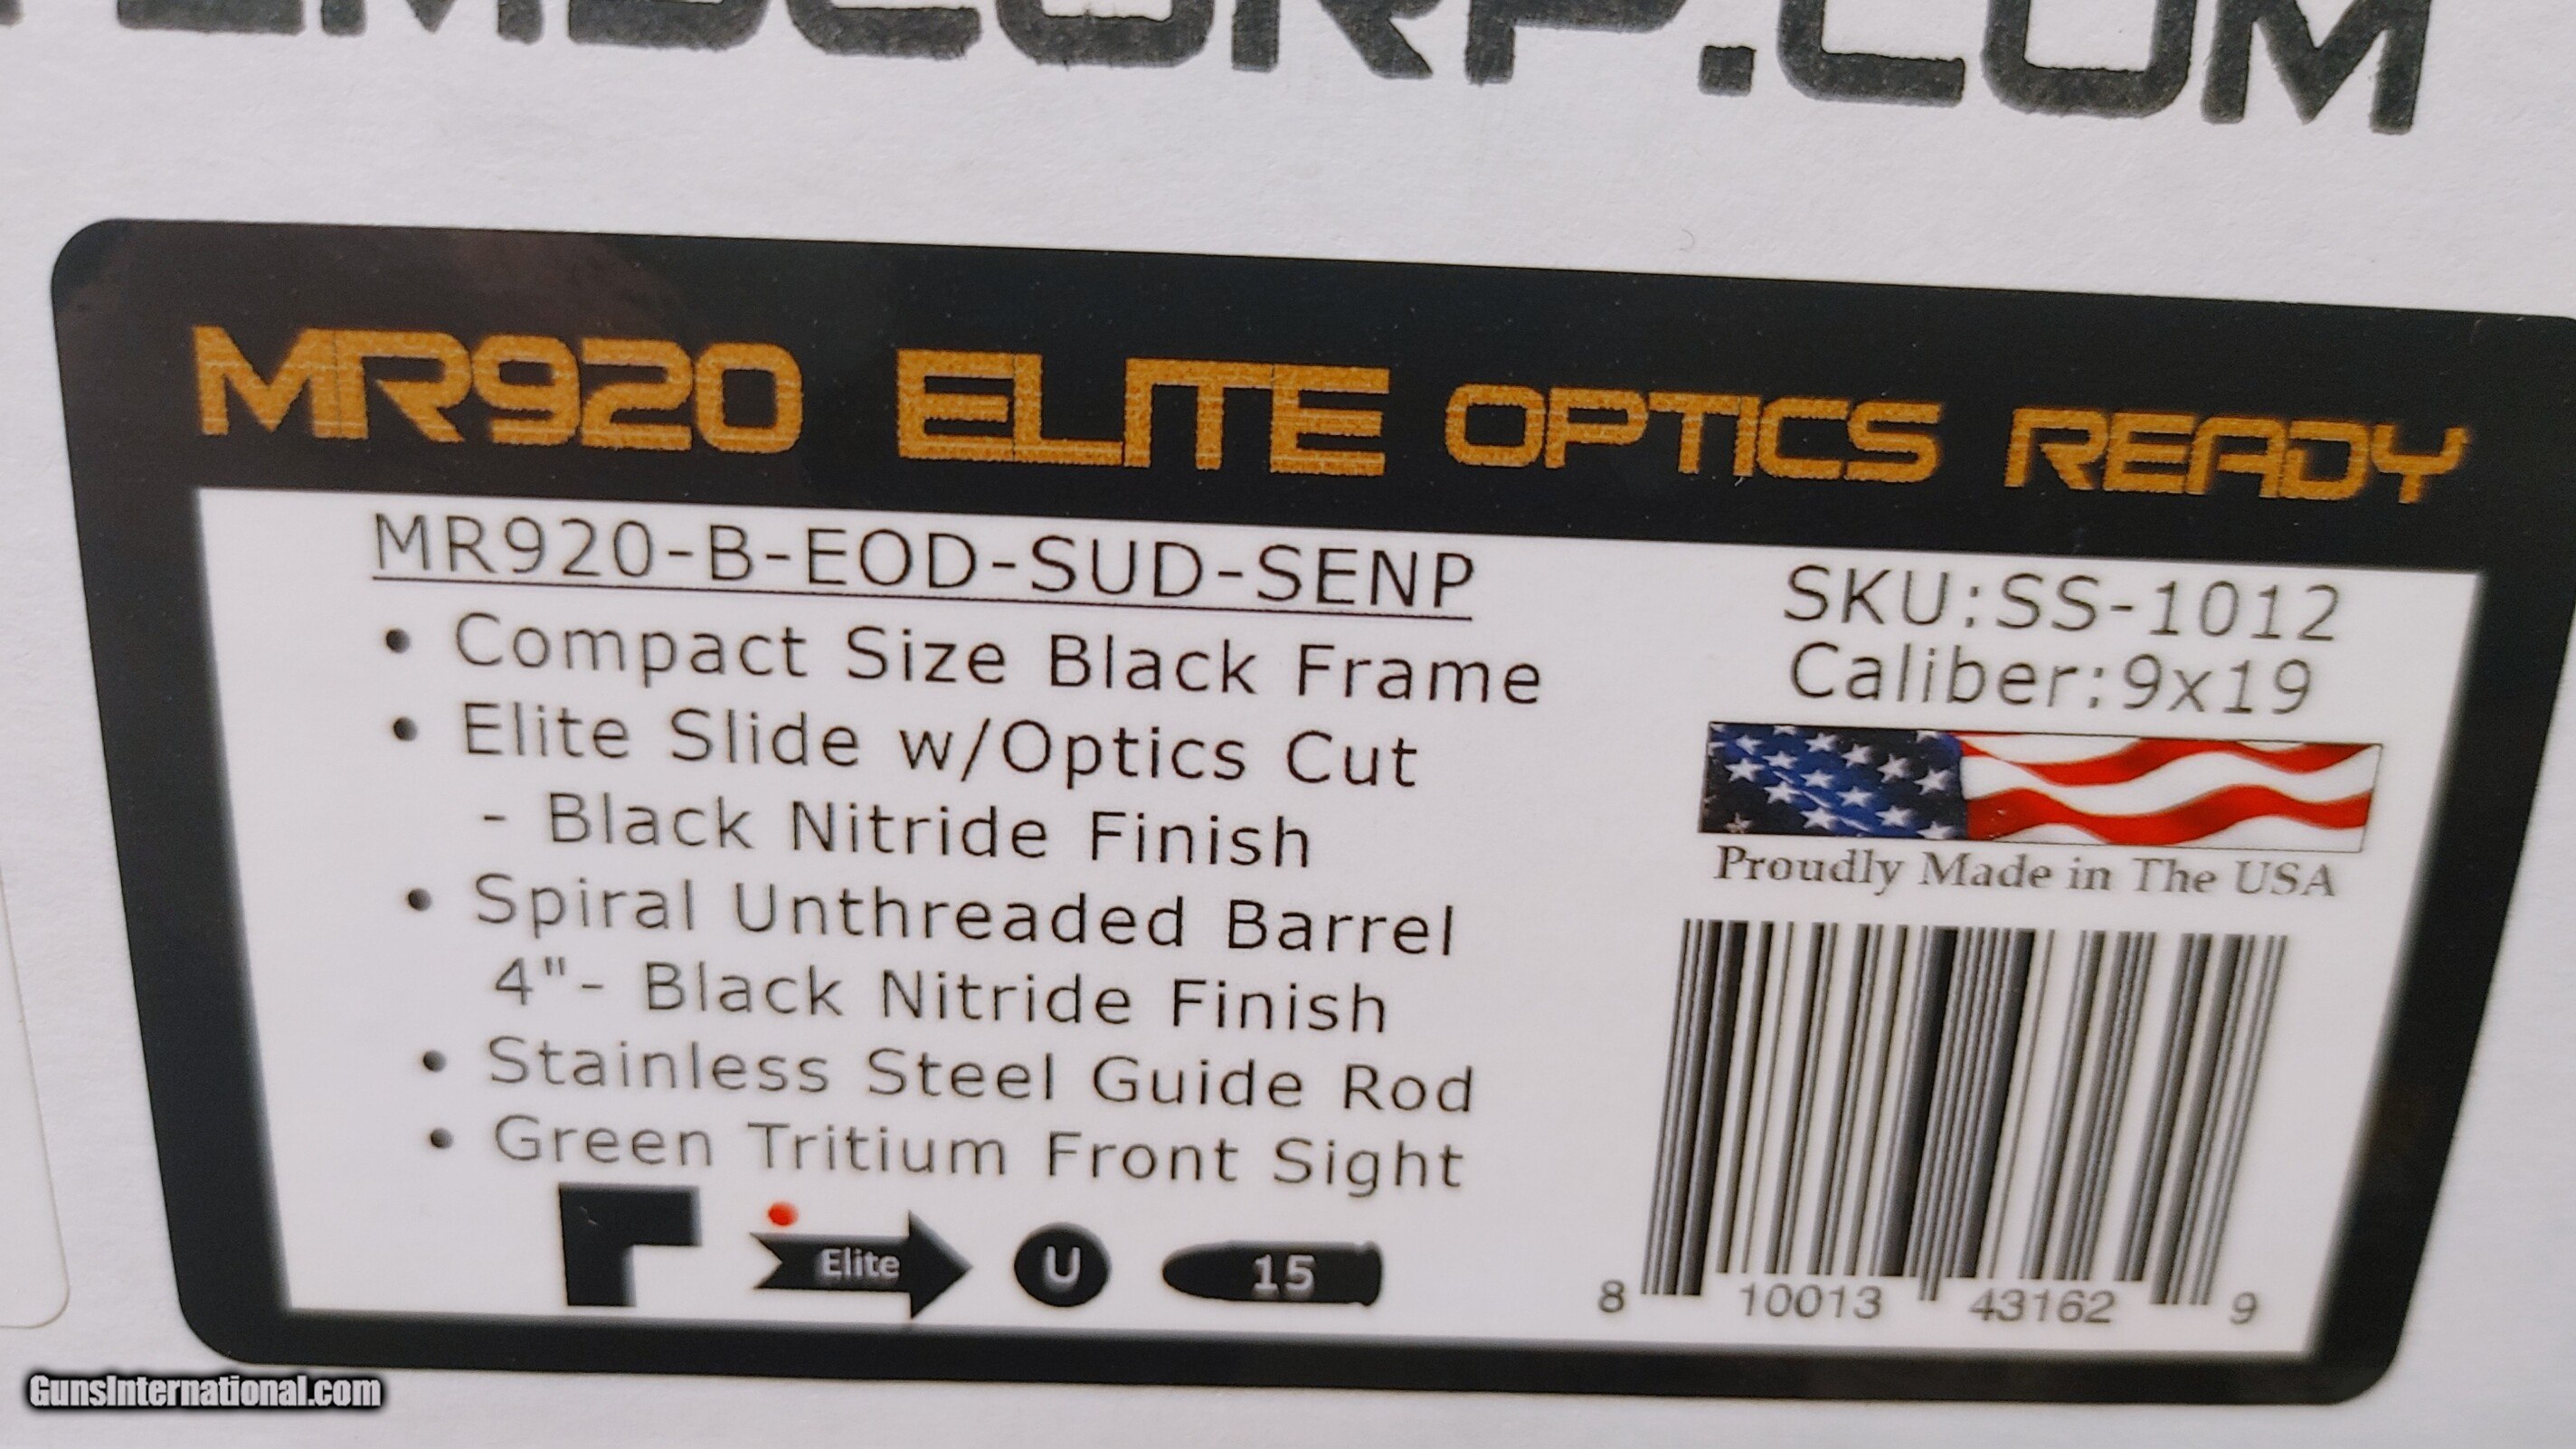 MR920 ELITE OPTICS READY
MR920-B-EOD-SUD-SENP
• Compact Size Black Frame
• Elite Slide w/Optics Cut
- Black Nitride Finish
• Spiral Unthreaded Barrel
4"- Black Nitride Finish
• Stainless Steel Guide Rod
• Green Tritium Front Sight
Elite U 15
SKU:SS-1012
Caliber:9x19
Proudly Made in The USA
8 10013 43162 9
GunsInternational.com